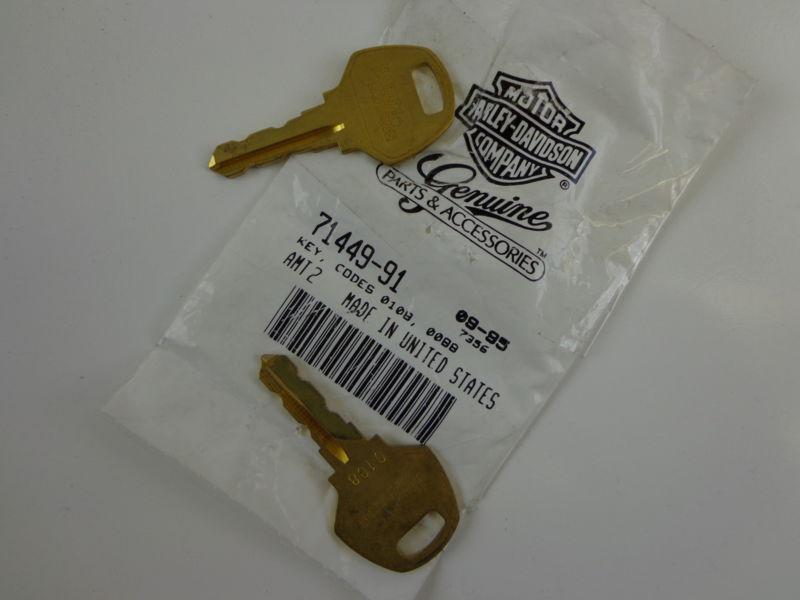 MOTOR
HARLEY-DAVIDSON
COMPANY
®
Genuine
PARTS & ACCESSORIES™
71449-91
KEY, CODES 0108, 0088
AMT2
09-95
7356
MADE IN UNITED STATES
0108